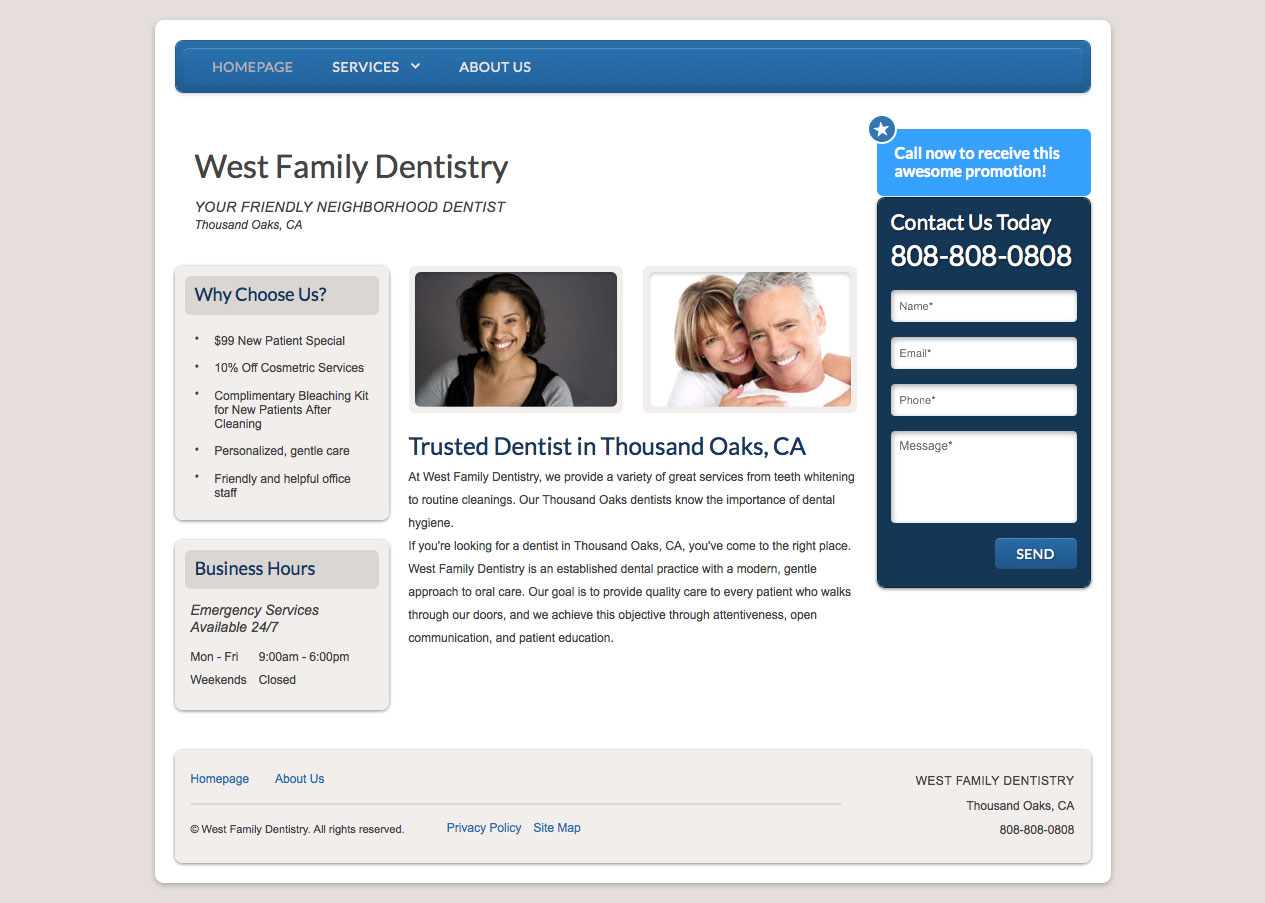 HOMEPAGE SERVICES ABOUT US
West Family Dentistry
YOUR FRIENDLY NEIGHBORHOOD DENTIST
Thousand Oaks, CA
Why Choose Us?
• $99 New Patient Special
• 10% Off Cosmetric Services
• Complimentary Bleaching Kit
for New Patients After
Cleaning
• Personalized, gentle care
• Friendly and helpful office
staff
Business Hours
Emergency Services
Available 24/7
Mon - Fri 9:00am - 6:00pm
Weekends Closed
Trusted Dentist in Thousand Oaks, CA
At West Family Dentistry, we provide a variety of great services from teeth whitening
to routine cleanings. Our Thousand Oaks dentists know the importance of dental
hygiene.
If you're looking for a dentist in Thousand Oaks, CA, you've come to the right place.
West Family Dentistry is an established dental practice with a modern, gentle
approach to oral care. Our goal is to provide quality care to every patient who walks
through our doors, and we achieve this objective through attentiveness, open
communication, and patient education.
Call now to receive this
awesome promotion!
Contact Us Today
808-808-0808
Name*
Email*
Phone*
Message*
SEND
Homepage About Us
© West Family Dentistry. All rights reserved. Privacy Policy Site Map
WEST FAMILY DENTISTRY
Thousand Oaks, CA
808-808-0808